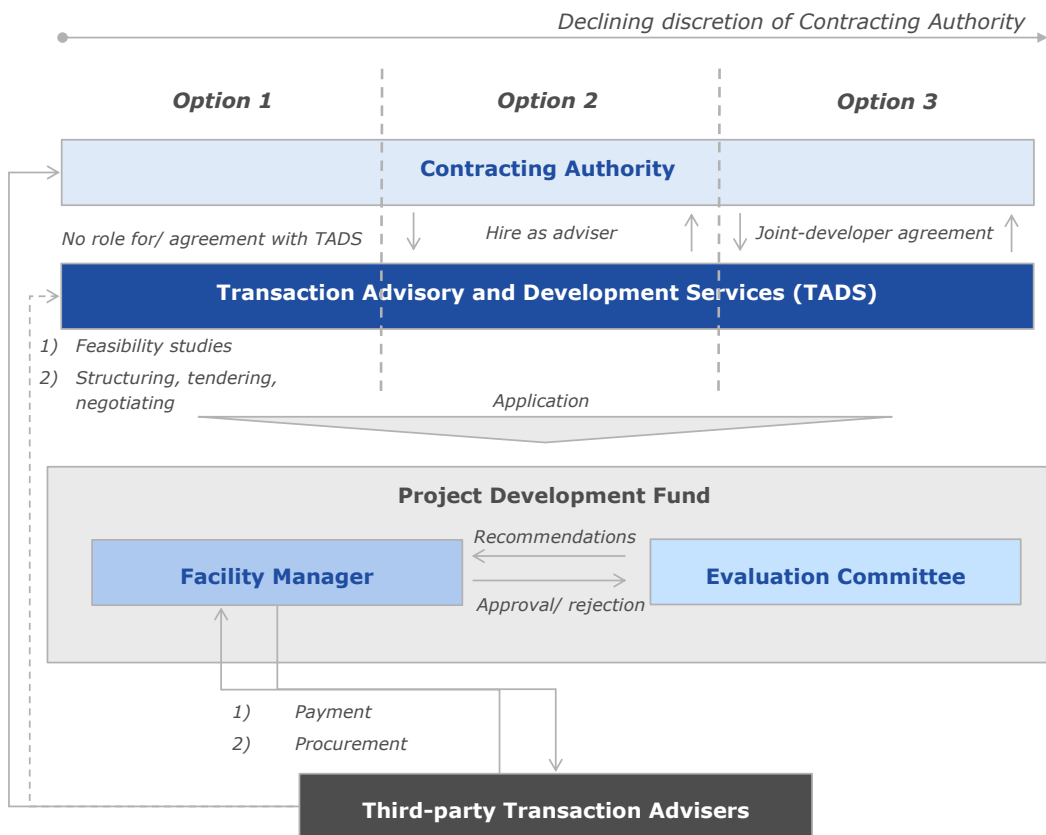 Declining discretion of Contracting Authority
Option 1
Option 2
Option 3
Contracting Authority
No role for/ agreement with TADS
Hire as adviser
Joint-developer agreement
Transaction Advisory and Development Services (TADS)
1) Feasibility studies
2) Structuring, tendering,
negotiating
Application
Project Development Fund
Recommendations
Facility Manager
Evaluation Committee
Approval/ rejection
1) Payment
2) Procurement
Third-party Transaction Advisers